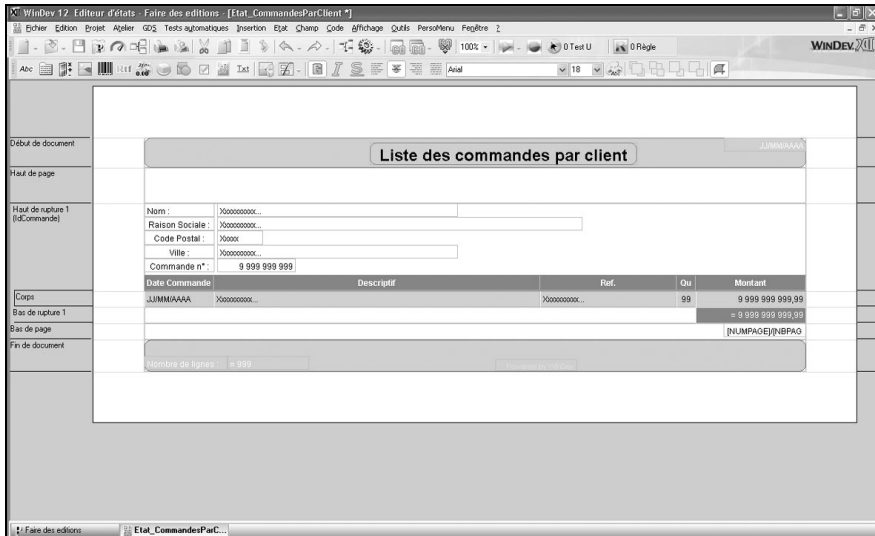 WinDev 12 Editeur d'états - Faire des editions - [Etat_CommandesParClient *]
Fichier Edition Projet Atelier GDS Tests automatiques Insertion Etat Champ Code Affichage Outils PersoMenu Fenêtre ?
100% 0 Test U 0 Règle WINDEV XII
Abc Txt Arial 18
Début de document
Liste des commandes par client JJ/MM/AAAA
Haut de page
Haut de rupture 1
(IdCommande)
Nom : Xxxxxxxxxx...
Raison Sociale : Xxxxxxxxxx...
Code Postal : Xxxxx
Ville : Xxxxxxxxxx...
Commande n° : 9 999 999 999
Date Commande Descriptif Ref. Qu Montant
Corps JJ/MM/AAAA Xxxxxxxxxx... Xxxxxxxxxx... 99 9 999 999 999,99
Bas de rupture 1 = 9 999 999 999,99
Bas de page [NUMPAGE]/[NBPAG
Fin de document
Nombre de lignes : = 999
Faire des editions Etat_CommandesParC...